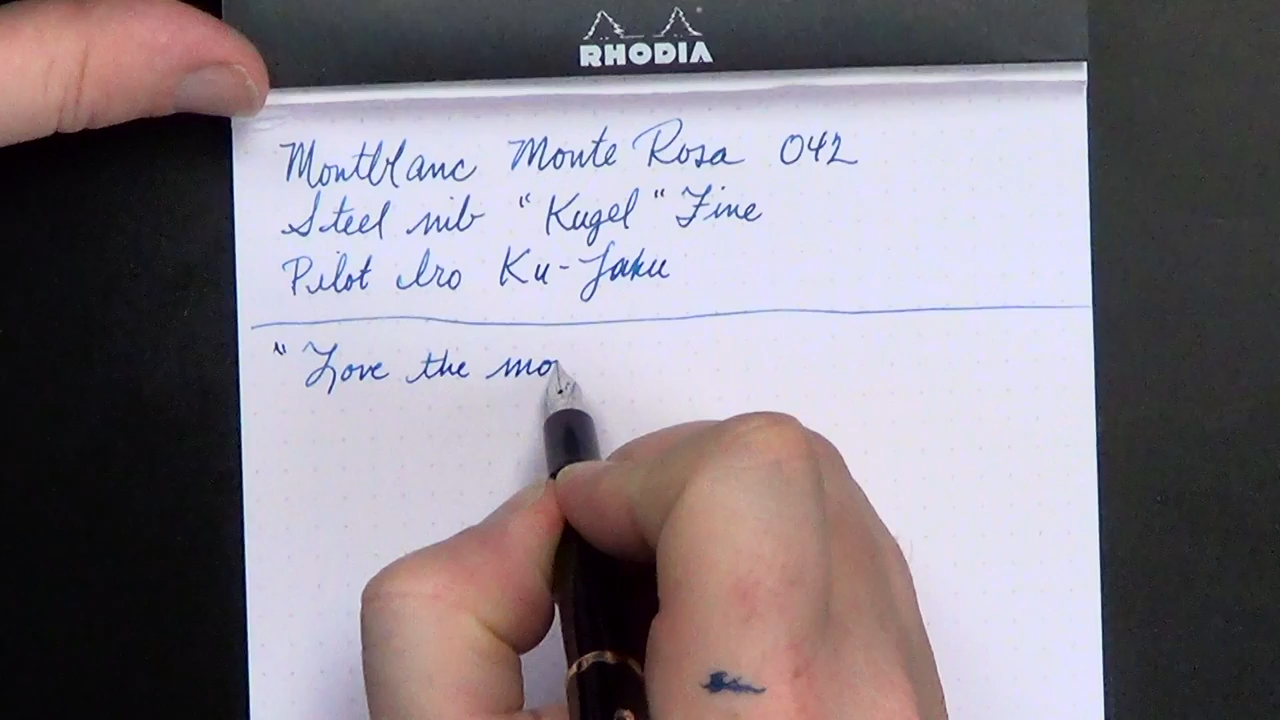 RHODIA
Montblanc Monte Rosa 042
Steel nib "Kugel" Fine
Pilot Iro Ku-Jaku
"Love the mo